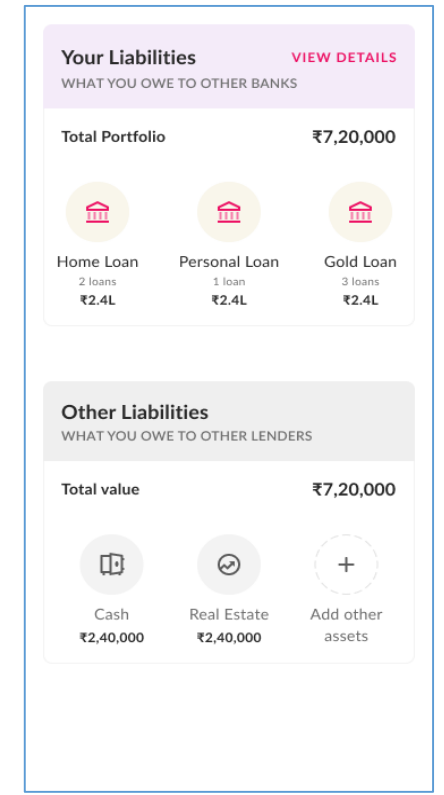 Your Liabilities VIEW DETAILS
WHAT YOU OWE TO OTHER BANKS
Total Portfolio ₹7,20,000
Home Loan Personal Loan Gold Loan
2 loans 1 loan 3 loans
₹2.4L ₹2.4L ₹2.4L
Other Liabilities
WHAT YOU OWE TO OTHER LENDERS
Total value ₹7,20,000
Cash Real Estate Add other
₹2,40,000 ₹2,40,000 assets